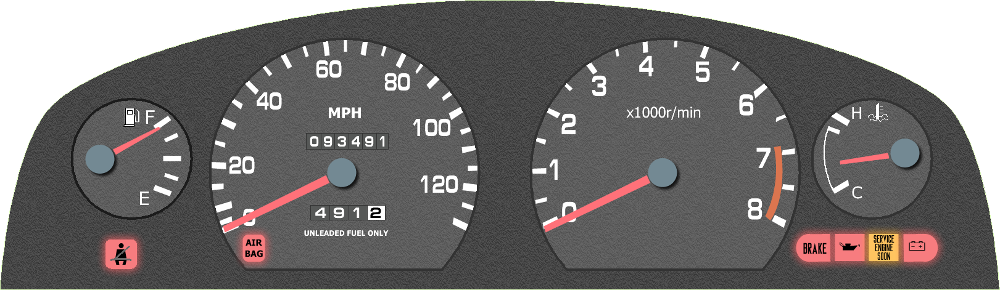 F
E
0
20
40
60
80
100
120
MPH
093491
4912
UNLEADED FUEL ONLY
AIR
BAG
0
1
2
3
4
5
6
7
8
x1000r/min
H
C
BRAKE
SERVICE
ENGINE
SOON